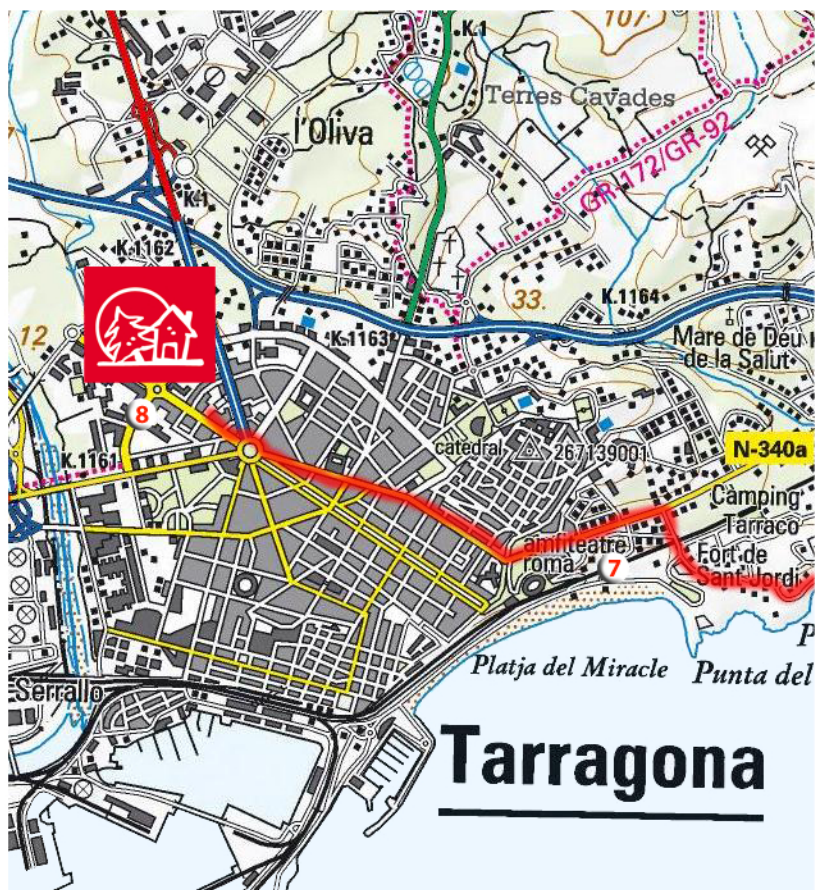 107
K.1
Terres Cavades
l'Oliva
GR-172/GR-92
K-1
K.1162
33.
K.1164
12
K.1163
Mare de Déu
de la Salut
8
catedral
267139001
N-340a
K.1161
Càmping
Tarraco
amfiteatre
romà
7
Fort de
Sant Jordi
Platja del Miracle
Punta del
P
Serrallo
Tarragona